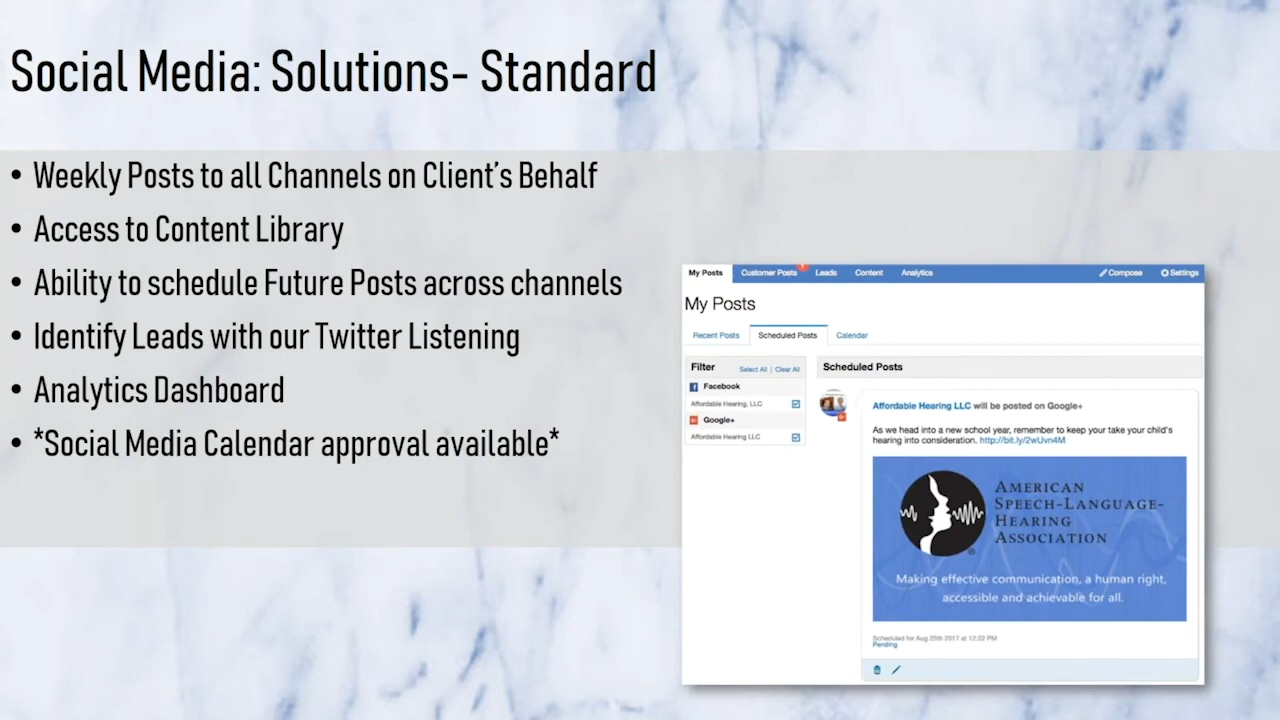 Social Media: Solutions- Standard
• Weekly Posts to all Channels on Client's Behalf
• Access to Content Library
• Ability to schedule Future Posts across channels
• Identify Leads with our Twitter Listening
• Analytics Dashboard
• *Social Media Calendar approval available*
My Posts Customer Posts 1 Leads Content Analytics Compose Settings
My Posts
Recent Posts Scheduled Posts Calendar
Filter Select All | Clear All
Facebook
Affordable Hearing, LLC
Google+
Affordable Hearing LLC
Scheduled Posts
Affordable Hearing LLC will be posted on Google+
As we head into a new school year, remember to keep your take your child's
hearing into consideration. http://bit.ly/2wUvn4M
AMERICAN
SPEECH-LANGUAGE-
HEARING
ASSOCIATION
Making effective communication, a human right,
accessible and achievable for all.
Scheduled for Aug 25th 2017 at 12:22 PM
Pending